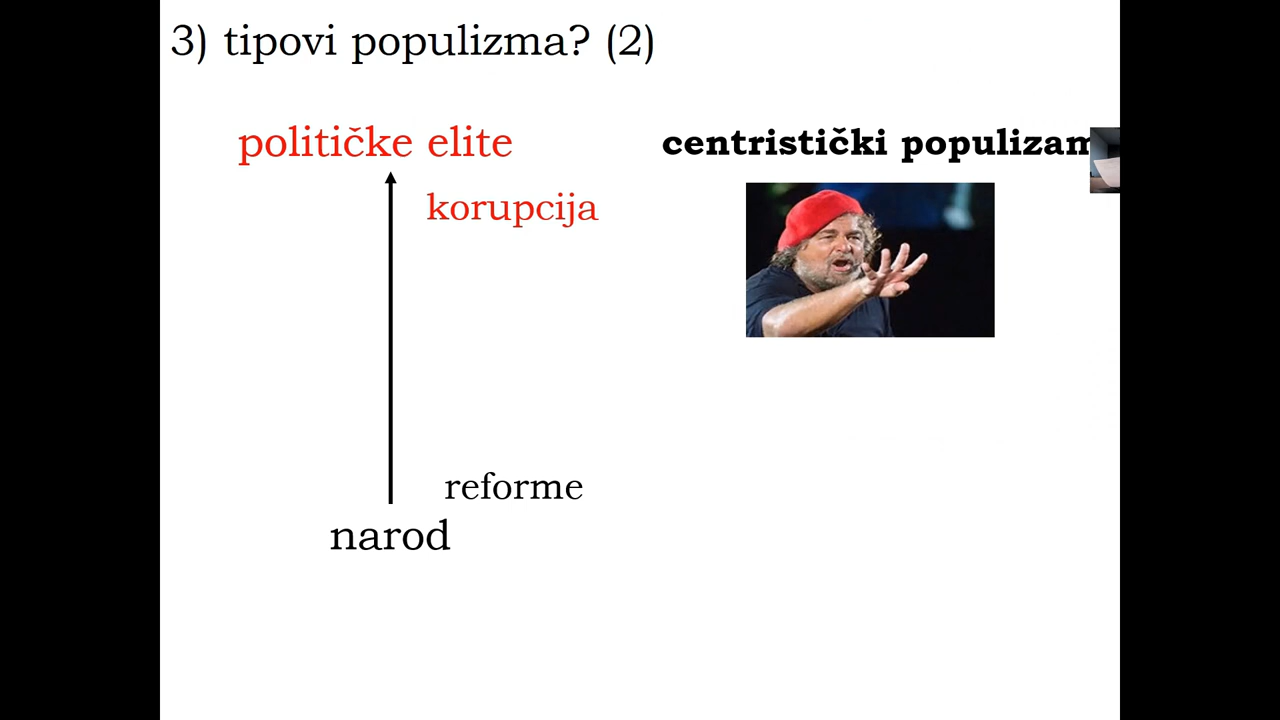 3) tipovi populizma? (2)
političke elite
centristički populizam
korupcija
reforme
narod